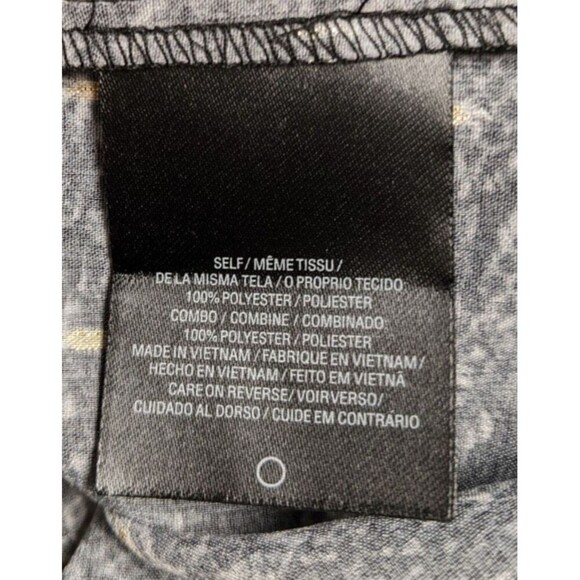 SELF / MÊME TISSU /
DE LA MISMA TELA / O PROPRIO TECIDO
100% POLYESTER / POLIESTER
COMBO / COMBINE / COMBINADO
100% POLYESTER / POLIESTER
MADE IN VIETNAM / FABRIQUE EN VIETNAM /
HECHO EN VIETNAM / FEITO EM VIETNÃ
CARE ON REVERSE / VOIRVERSO /
CUIDADO AL DORSO / CUIDE EM CONTRÁRIO